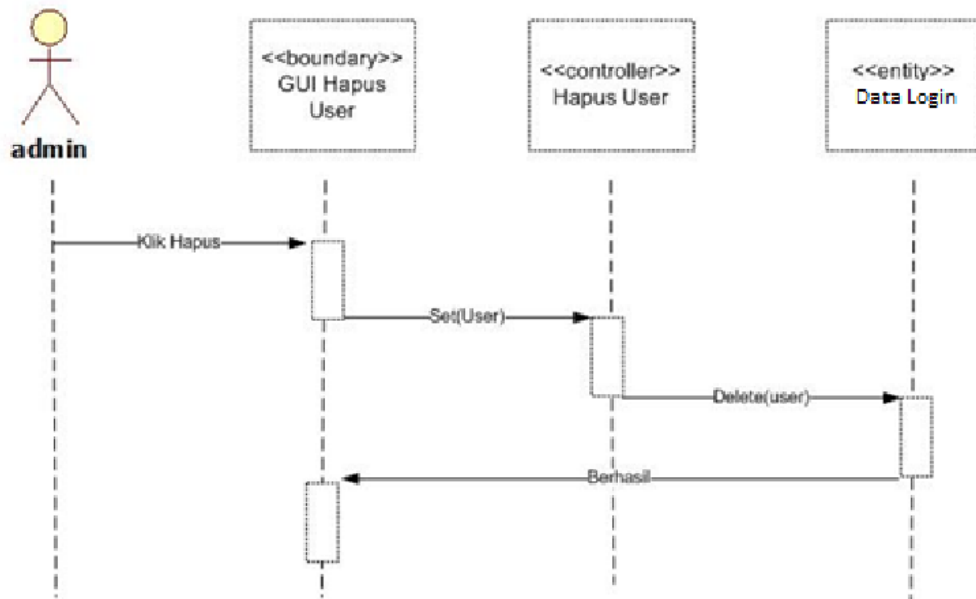 <<boundary>>
GUI Hapus
User
<<controller>>
Hapus User
<<entity>>
Data Login
admin
Klik Hapus
Set(User)
Delete(user)
Berhasil